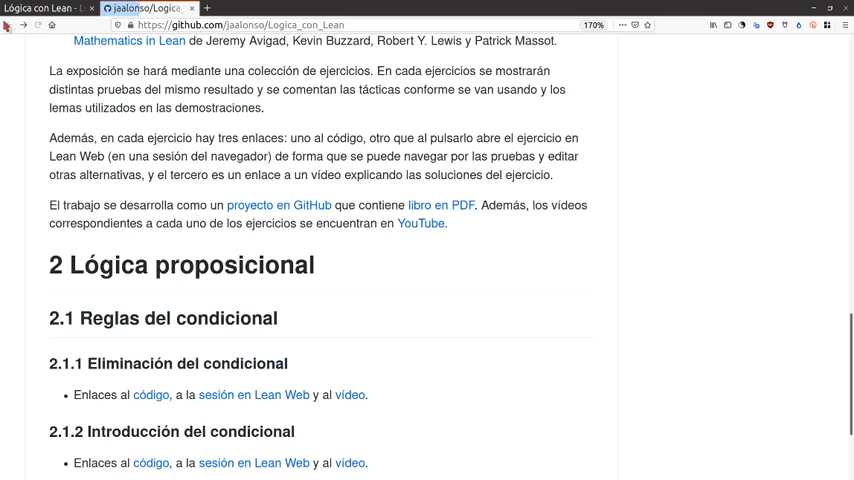 Lógica con Lean - L
jaalonso/Logica_
https://github.com/jaalonso/Logica_con_Lean
170%
Mathematics in Lean de Jeremy Avigad, Kevin Buzzard, Robert Y. Lewis y Patrick Massot.
La exposición se hará mediante una colección de ejercicios. En cada ejercicios se mostrarán
distintas pruebas del mismo resultado y se comentan las tácticas conforme se van usando y los
lemas utilizados en las demostraciones.
Además, en cada ejercicio hay tres enlaces: uno al código, otro que al pulsarlo abre el ejercicio en
Lean Web (en una sesión del navegador) de forma que se puede navegar por las pruebas y editar
otras alternativas, y el tercero es un enlace a un vídeo explicando las soluciones del ejercicio.
El trabajo se desarrolla como un proyecto en GitHub que contiene libro en PDF. Además, los vídeos
correspondientes a cada uno de los ejercicios se encuentran en YouTube.
2 Lógica proposicional
2.1 Reglas del condicional
2.1.1 Eliminación del condicional
• Enlaces al código, a la sesión en Lean Web y al vídeo.
2.1.2 Introducción del condicional
• Enlaces al código, a la sesión en Lean Web y al vídeo.